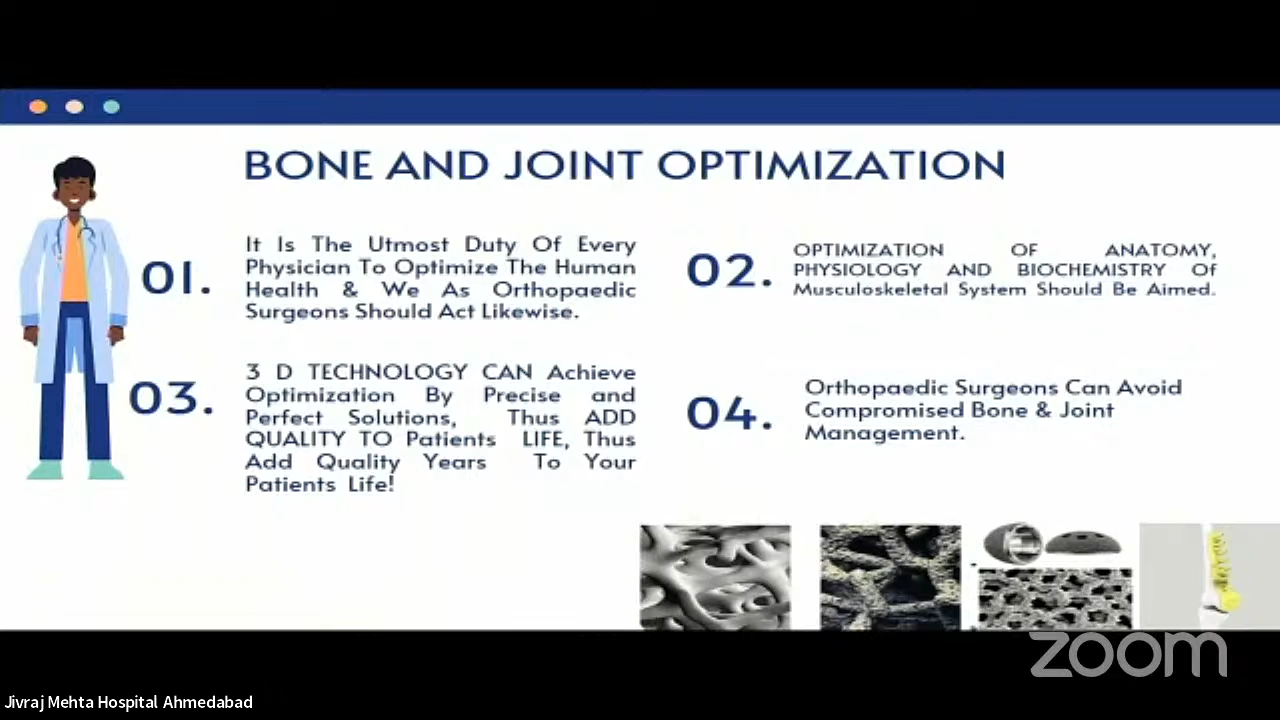 BONE AND JOINT OPTIMIZATION
01.
It Is The Utmost Duty Of Every
Physician To Optimize The Human
Health & We As Orthopaedic
Surgeons Should Act Likewise.
02.
OPTIMIZATION OF ANATOMY,
PHYSIOLOGY AND BIOCHEMISTRY Of
Musculoskeletal System Should Be Aimed.
03.
3 D TECHNOLOGY CAN Achieve
Optimization By Precise and
Perfect Solutions, Thus ADD
QUALITY TO Patients LIFE, Thus
Add Quality Years To Your
Patients Life!
04.
Orthopaedic Surgeons Can Avoid
Compromised Bone & Joint
Management.
zoom
Jivraj Mehta Hospital Ahmedabad